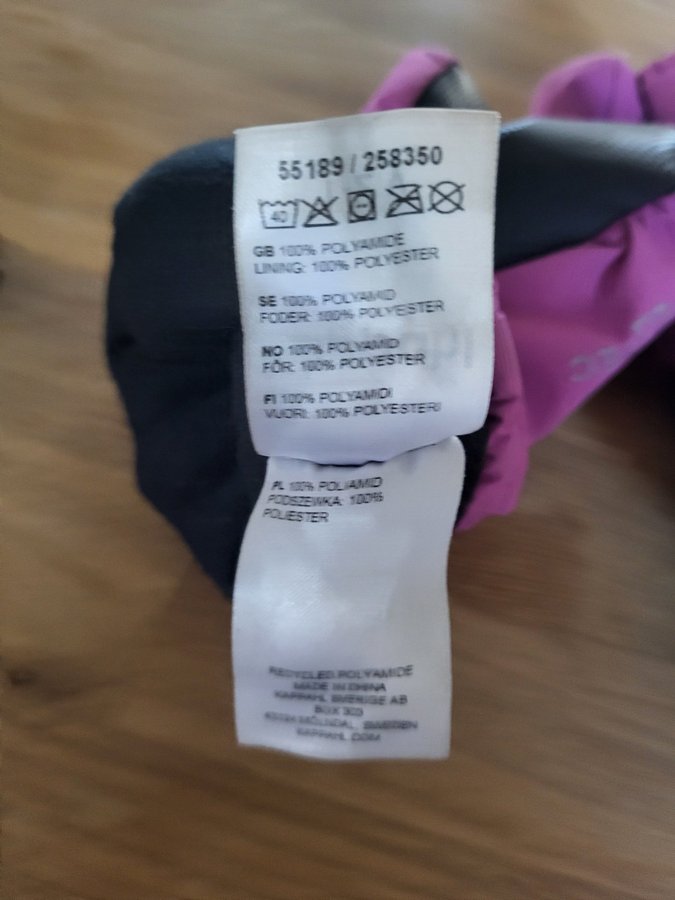 55189 / 258350
40
GB 100% POLYAMIDE
LINING: 100% POLYESTER
SE 100% POLYAMID
FODER: 100% POLYESTER
NO 100% POLYAMID
FÔR: 100% POLYESTER
FI 100% POLYAMIDI
VUORI: 100% POLYESTERI
PL 100% POLIAMID
PODSZEWKA: 100%
POLIESTER
RECYCLED POLYAMIDE
MADE IN CHINA
KAPPAHL SVERIGE AB
BOX 303
MÖLNDAL, SWEDEN
KAPPAHL.COM